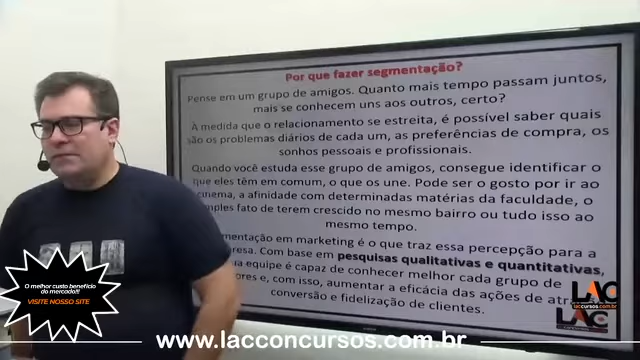 Por que fazer segmentação?
Pense em um grupo de amigos. Quanto mais tempo passam juntos,
mais se conhecem uns aos outros, certo?
À medida que o relacionamento se estreita, é possível saber quais
são os problemas diários de cada um, as preferências de compra, os
sonhos pessoais e profissionais.
Quando você estuda esse grupo de amigos, consegue identificar o
que eles têm em comum, o que os une. Pode ser o gosto por ir ao
cinema, a afinidade com determinadas matérias da faculdade, o
fato de terem crescido no mesmo bairro ou tudo isso ao
mesmo tempo.
em marketing é o que traz essa percepção para a
Com base em pesquisas qualitativas e quantitativas,
equipe é capaz de conhecer melhor cada grupo de
e, com isso, aumentar a eficácia das ações de
conversão e fidelização de clientes.
O melhor custo benefício
do mercado!!!
VISITE NOSSO SITE
LAC
lacconcursos.com.br
LAC
www.lacconcursos.com.br